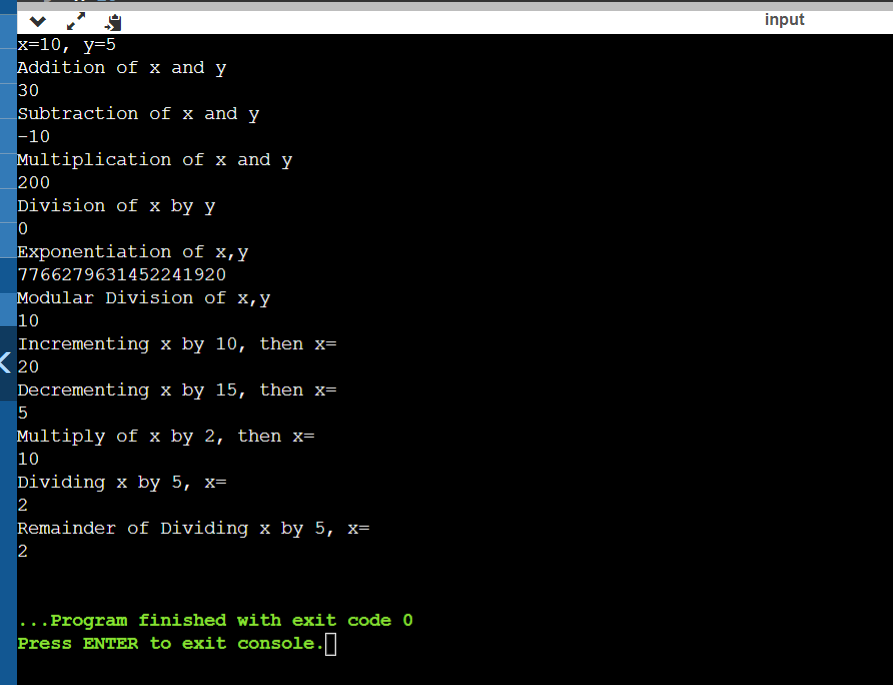 input
x=10, y=5
Addition of x and y
30
Subtraction of x and y
-10
Multiplication of x and y
200
Division of x by y
0
Exponentiation of x,y
7766279631452241920
Modular Division of x,y
10
Incrementing x by 10, then x=
20
Decrementing x by 15, then x=
5
Multiply of x by 2, then x=
10
Dividing x by 5, x=
2
Remainder of Dividing x by 5, x=
2
...Program finished with exit code 0
Press ENTER to exit console.